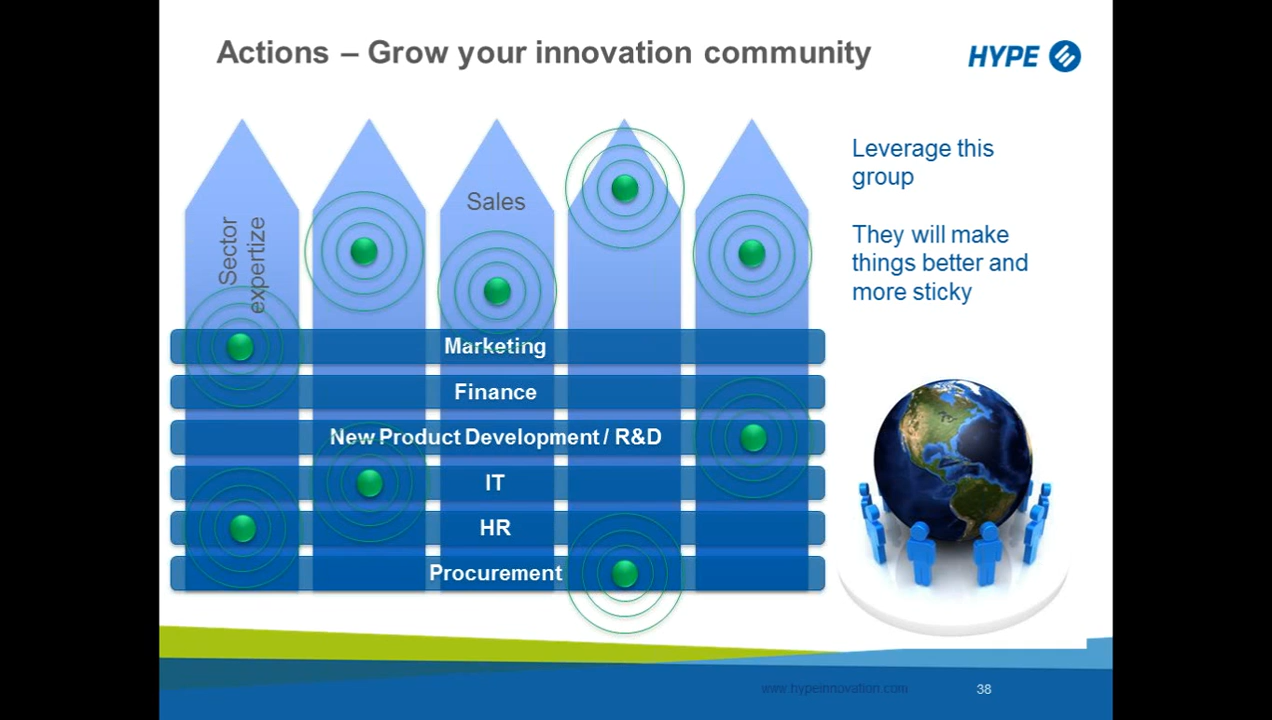 Actions – Grow your innovation community
HYPE
Sector
expertize
Sales
Leverage this
group
They will make
things better and
more sticky
Marketing
Finance
New Product Development / R&D
IT
HR
Procurement
www.hypeinnovation.com
38